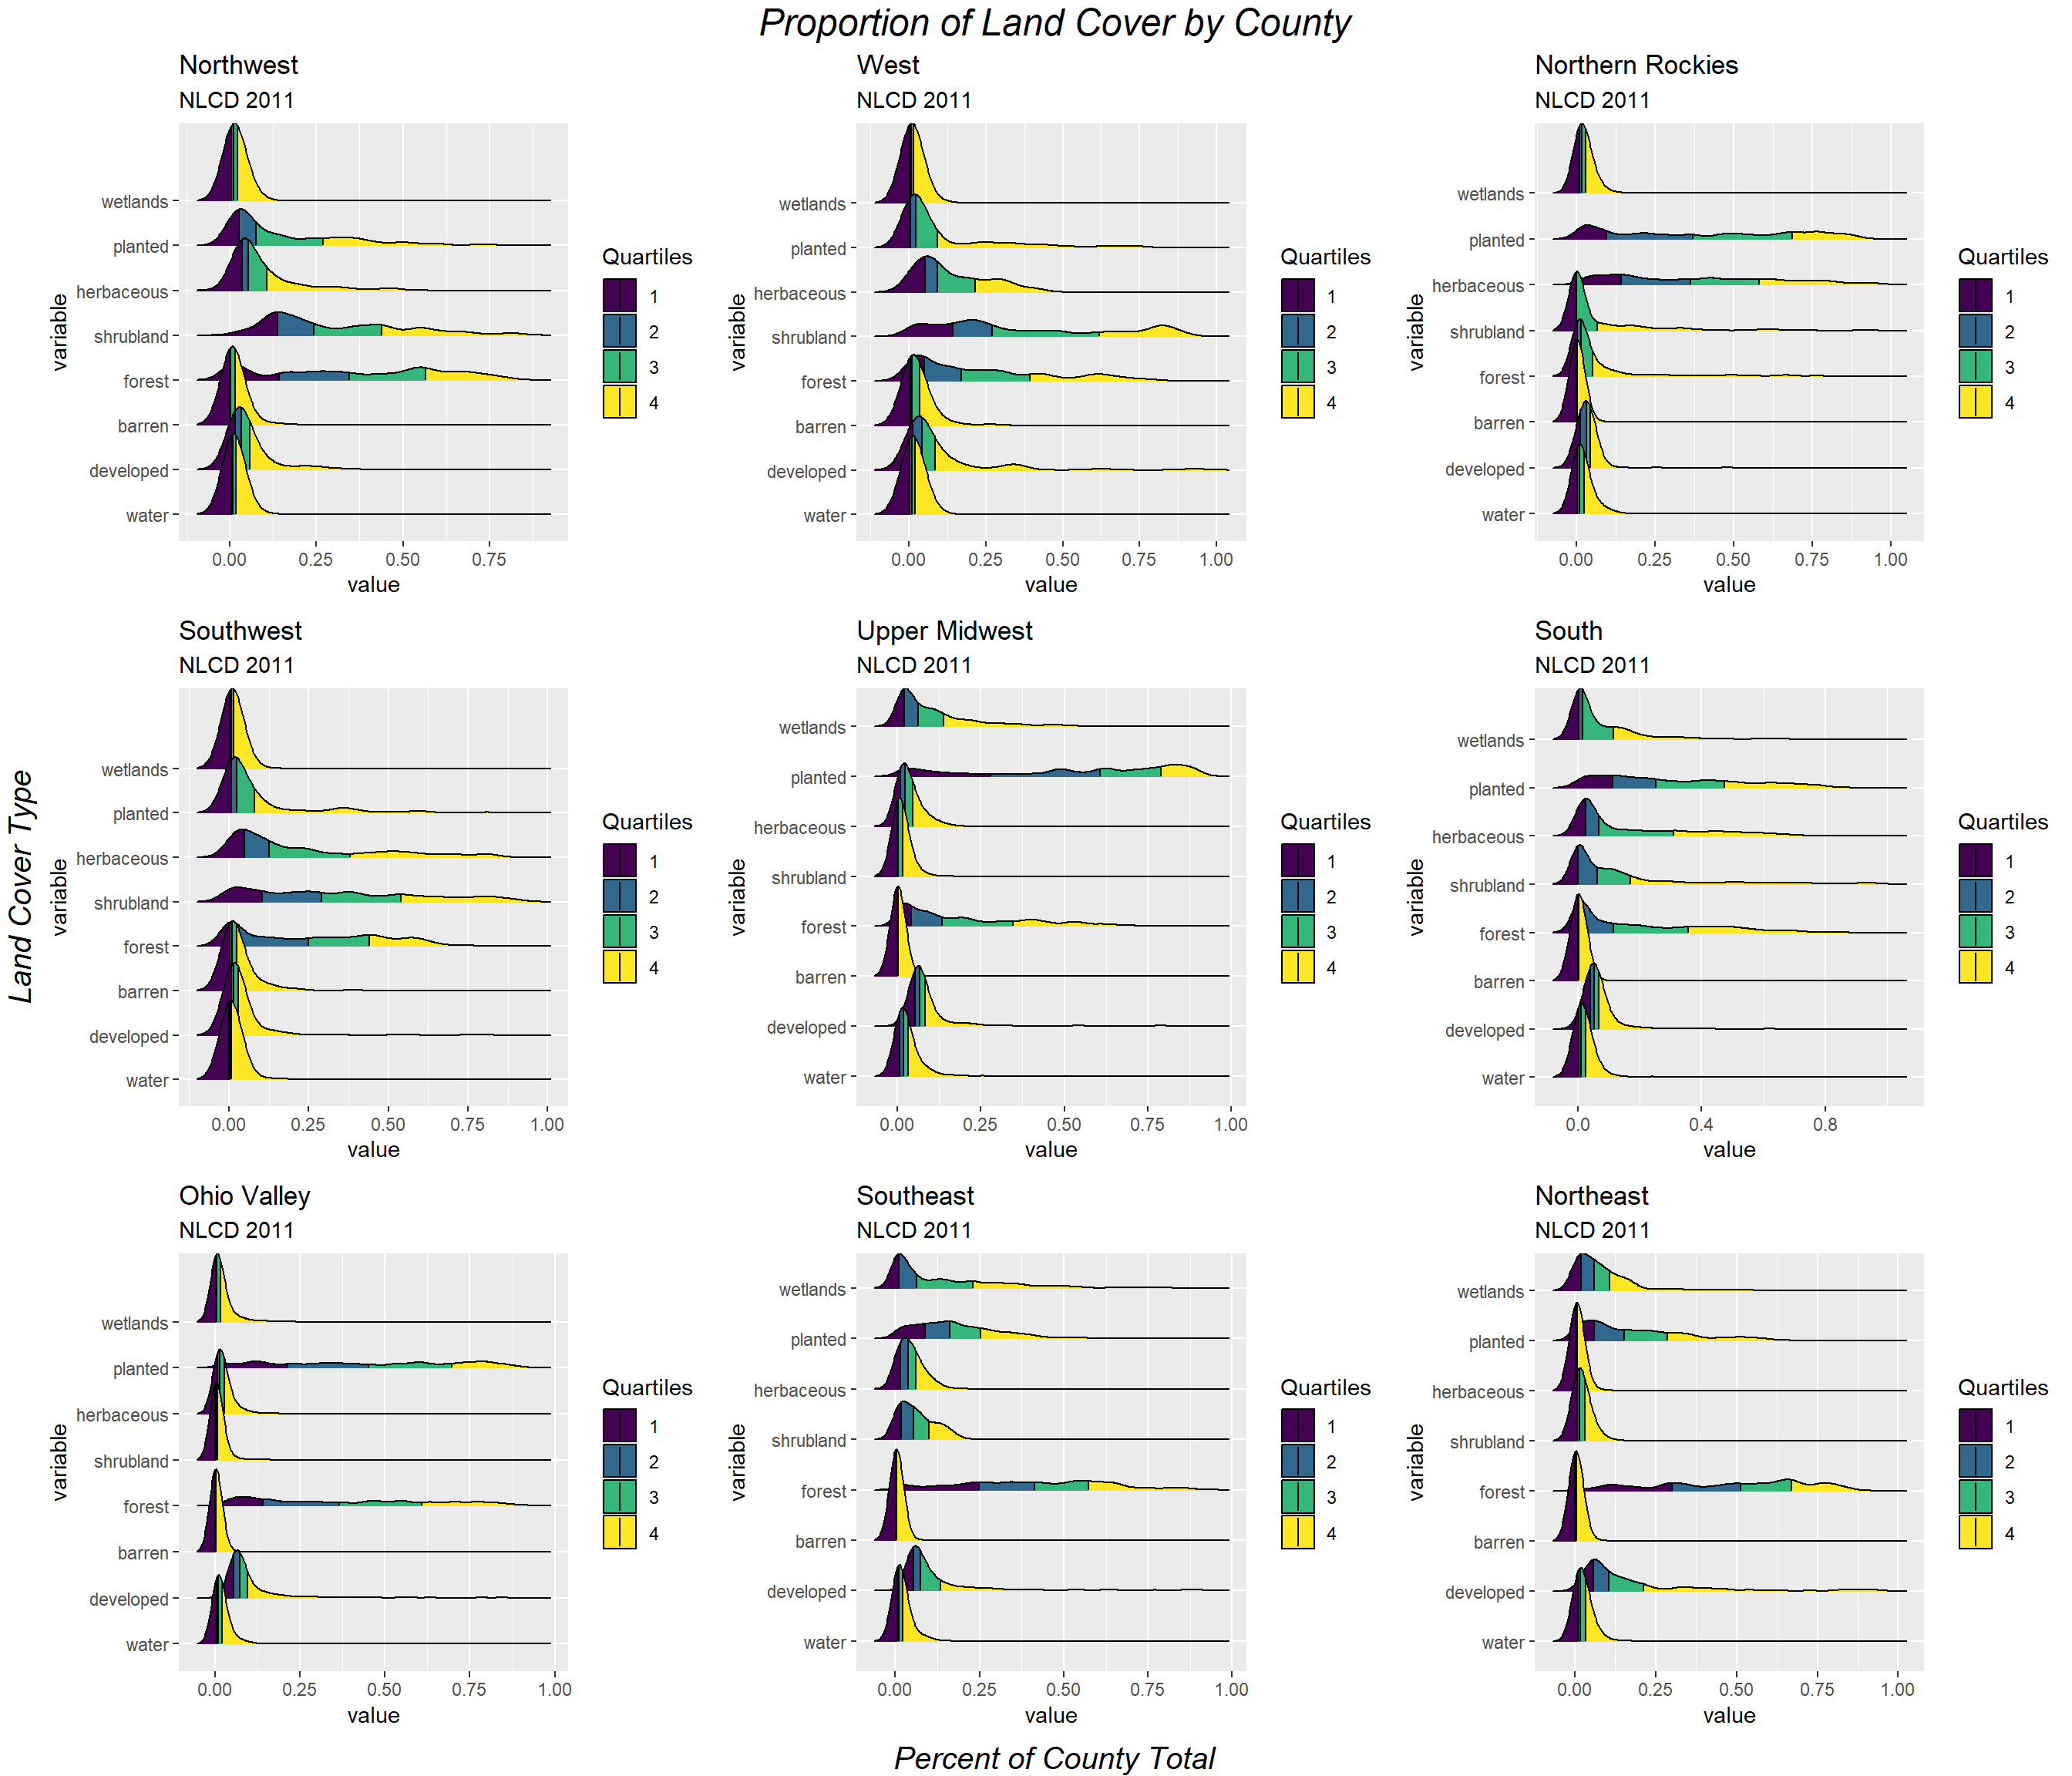 Proportion of Land Cover by County
Northwest
NLCD 2011
wetlands
planted
herbaceous
shrubland
forest
barren
developed
water
variable
0.00 0.25 0.50 0.75
value
Quartiles
1
2
3
4
West
NLCD 2011
wetlands
planted
herbaceous
shrubland
forest
barren
developed
water
variable
0.00 0.25 0.50 0.75 1.00
value
Quartiles
1
2
3
4
Northern Rockies
NLCD 2011
wetlands
planted
herbaceous
shrubland
forest
barren
developed
water
variable
0.00 0.25 0.50 0.75 1.00
value
Quartiles
1
2
3
4
Land Cover Type
Southwest
NLCD 2011
wetlands
planted
herbaceous
shrubland
forest
barren
developed
water
variable
0.00 0.25 0.50 0.75 1.00
value
Quartiles
1
2
3
4
Upper Midwest
NLCD 2011
wetlands
planted
herbaceous
shrubland
forest
barren
developed
water
variable
0.00 0.25 0.50 0.75 1.00
value
Quartiles
1
2
3
4
South
NLCD 2011
wetlands
planted
herbaceous
shrubland
forest
barren
developed
water
variable
0.0 0.4 0.8
value
Quartiles
1
2
3
4
Ohio Valley
NLCD 2011
wetlands
planted
herbaceous
shrubland
forest
barren
developed
water
variable
0.00 0.25 0.50 0.75 1.00
value
Quartiles
1
2
3
4
Southeast
NLCD 2011
wetlands
planted
herbaceous
shrubland
forest
barren
developed
water
variable
0.00 0.25 0.50 0.75 1.00
value
Quartiles
1
2
3
4
Northeast
NLCD 2011
wetlands
planted
herbaceous
shrubland
forest
barren
developed
water
variable
0.00 0.25 0.50 0.75 1.00
value
Quartiles
1
2
3
4
Percent of County Total